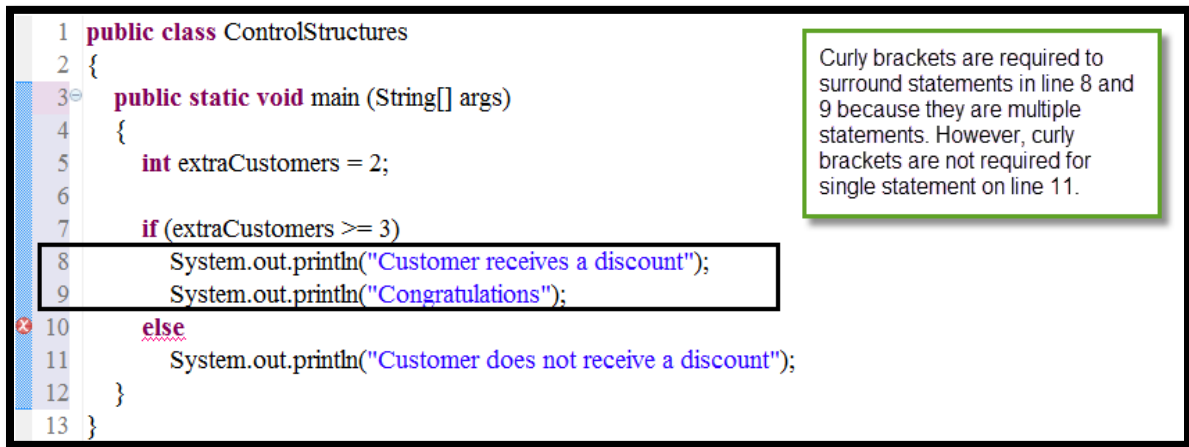 1 public class ControlStructures
2 {
3 public static void main (String[] args)
4 {
5 int extraCustomers = 2;
6
7 if (extraCustomers >= 3)
8 System.out.println("Customer receives a discount");
9 System.out.println("Congratulations");
10 else
11 System.out.println("Customer does not receive a discount");
12 }
13 }
Curly brackets are required to
surround statements in line 8 and
9 because they are multiple
statements. However, curly
brackets are not required for
single statement on line 11.